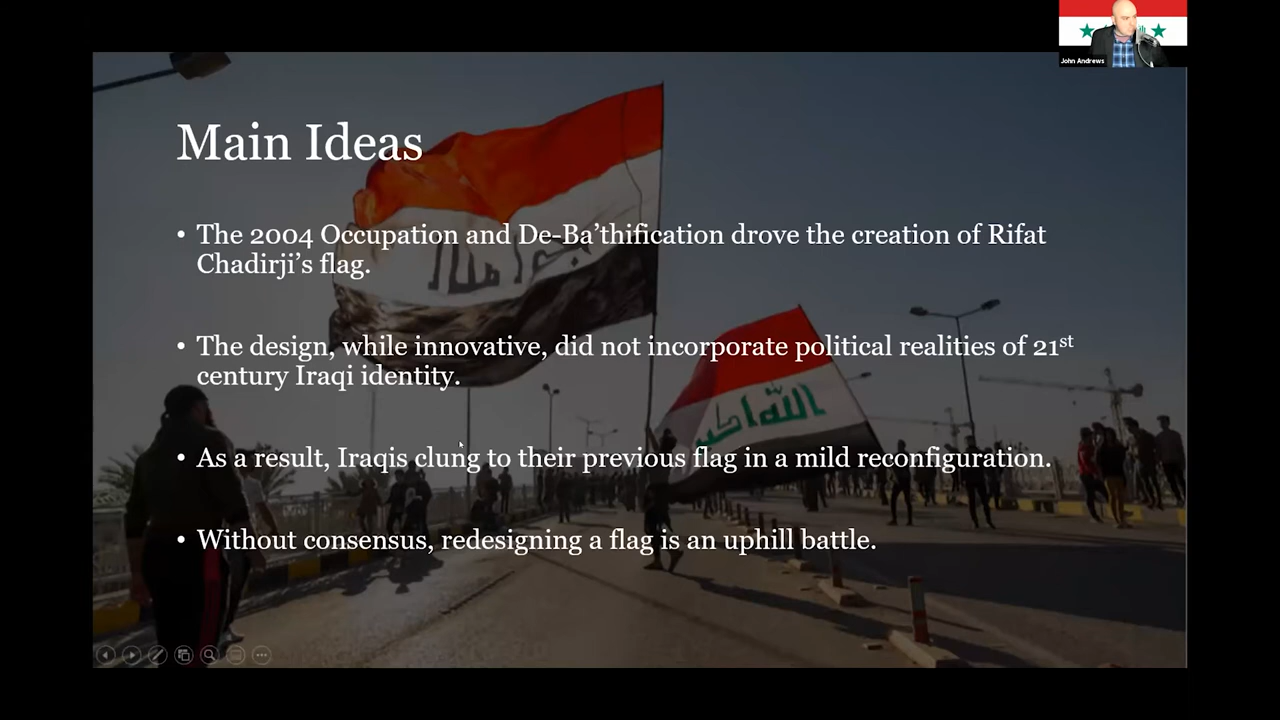 John Andrews
Main Ideas
• The 2004 Occupation and De-Ba’thification drove the creation of Rifat
Chadirji’s flag.
• The design, while innovative, did not incorporate political realities of 21st
century Iraqi identity.
• As a result, Iraqis clung to their previous flag in a mild reconfiguration.
• Without consensus, redesigning a flag is an uphill battle.
الله